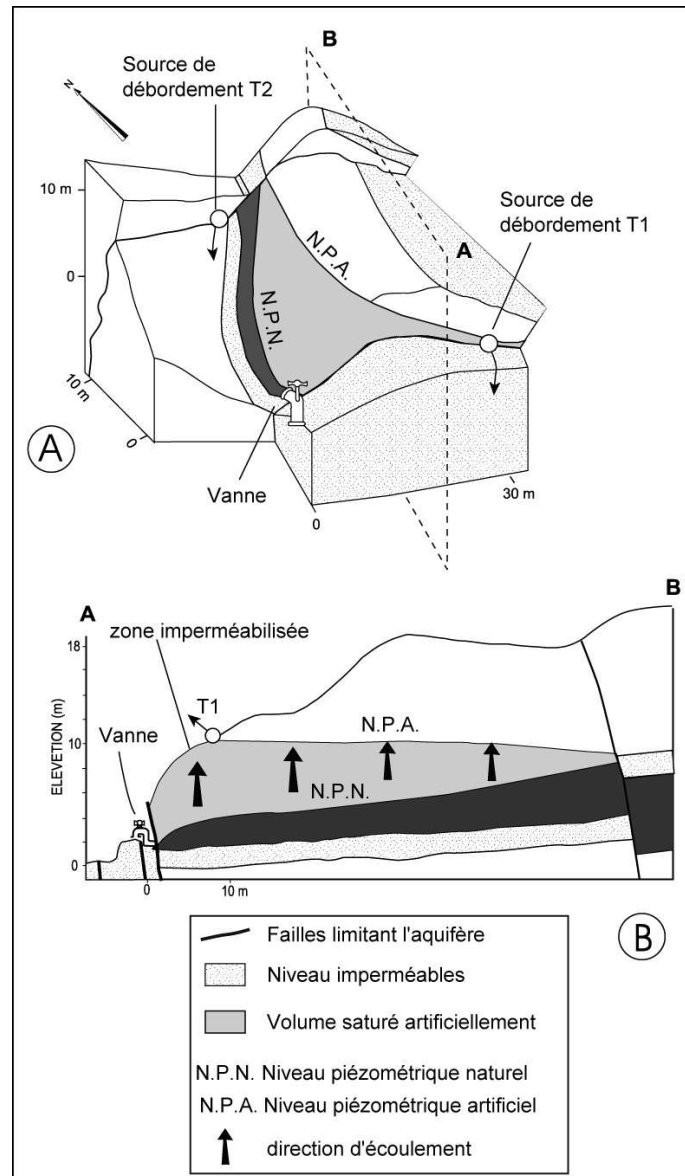 B
Source de
débordement T2
N
10 m
Source de
débordement T1
A
0
N.P.A.
N.P.N.
10 m
0
Vanne
A
0
30 m
A
B
zone imperméabilisée
18
T1
N.P.A.
Vanne
10
ELEVETION (m)
N.P.N.
0
0
10 m
B
Failles limitant l'aquifère
Niveau imperméables
Volume saturé artificiellement
N.P.N. Niveau piézométrique naturel
N.P.A. Niveau piézométrique artificiel
direction d'écoulement